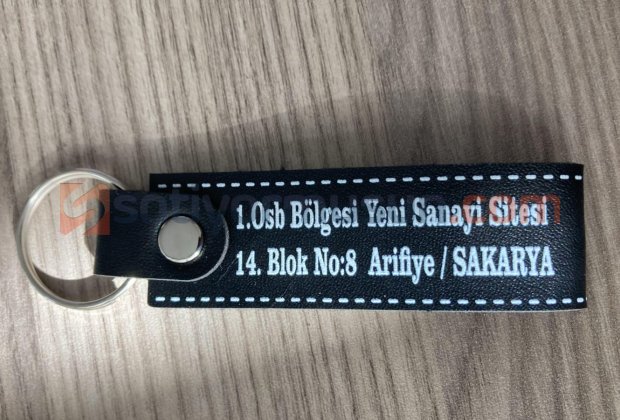 1.Osb Bölgesi Yeni Sanayi Sitesi
14. Blok No:8 Arifiye / SAKARYA